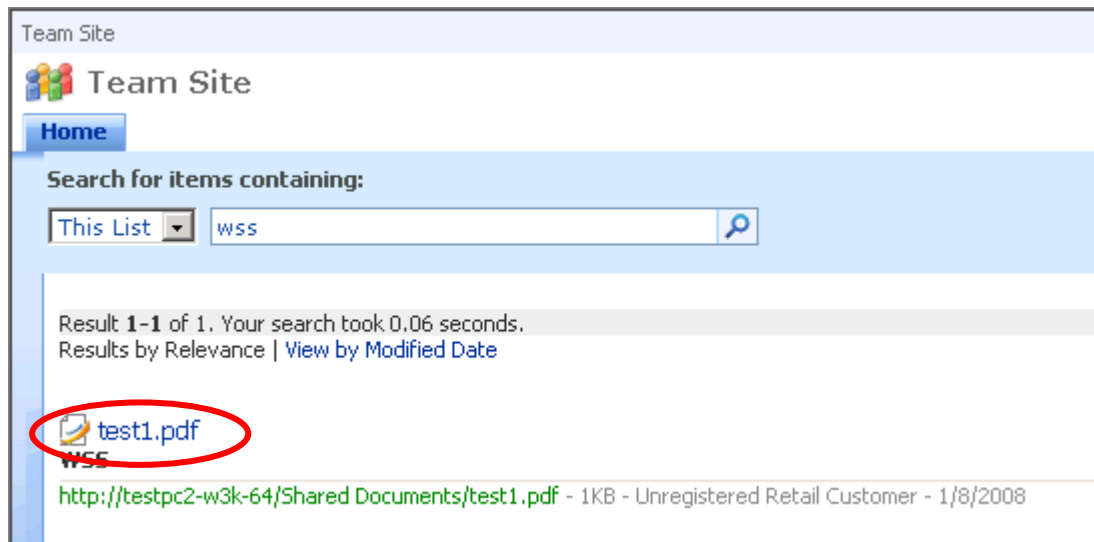 Team Site
Team Site
Home
Search for items containing:
This List wss
Result 1-1 of 1. Your search took 0.06 seconds.
Results by Relevance | View by Modified Date
test1.pdf
wss
http://testpc2-w3k-64/Shared Documents/test1.pdf - 1KB - Unregistered Retail Customer - 1/8/2008